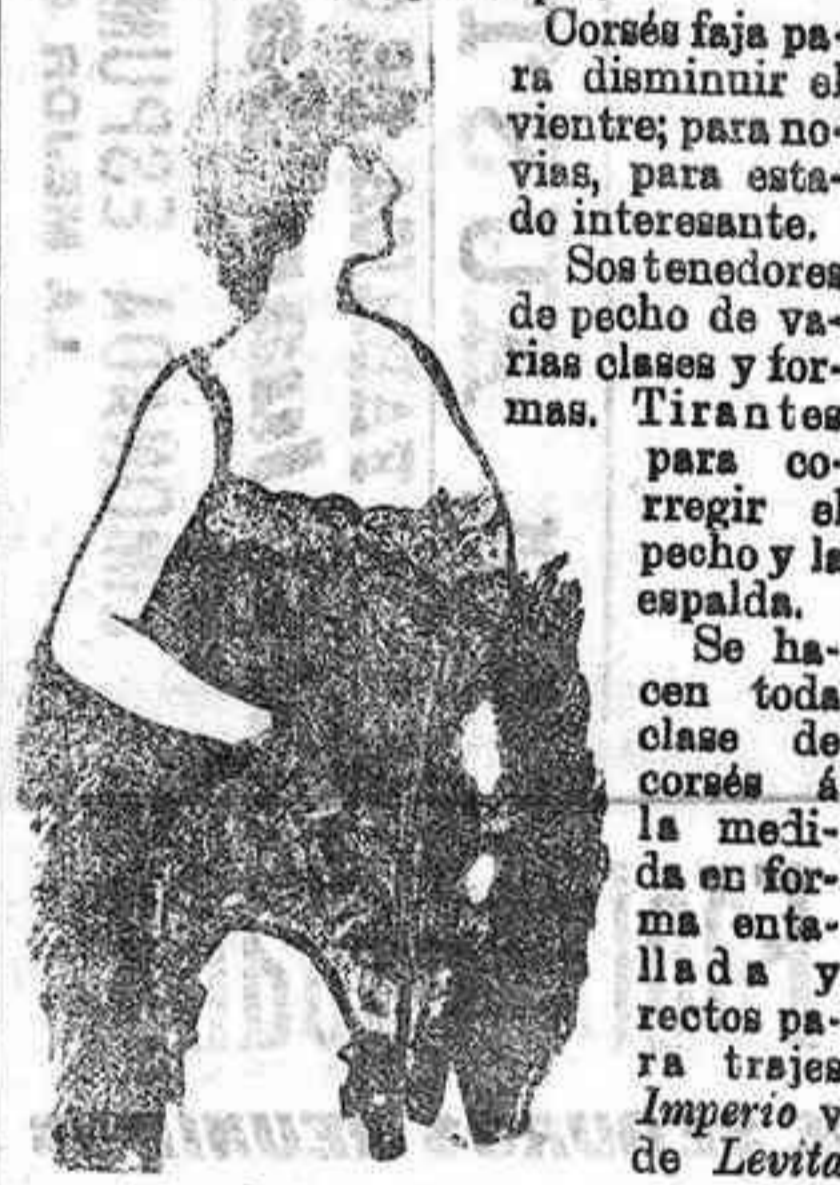 Corsés faja pa-
ra disminuir el
vientre; para no-
vias, para esta-
do interesante.
Sostenedores
de pecho de va-
rias clases y for-
mas. Tirantes
para co-
rregir el
pecho y la
espalda.
Se ha-
cen toda
clase de
corsés á
la medi-
da en for-
ma enta-
llada y
rectos pa-
ra trajes
Imperio y
de Levita